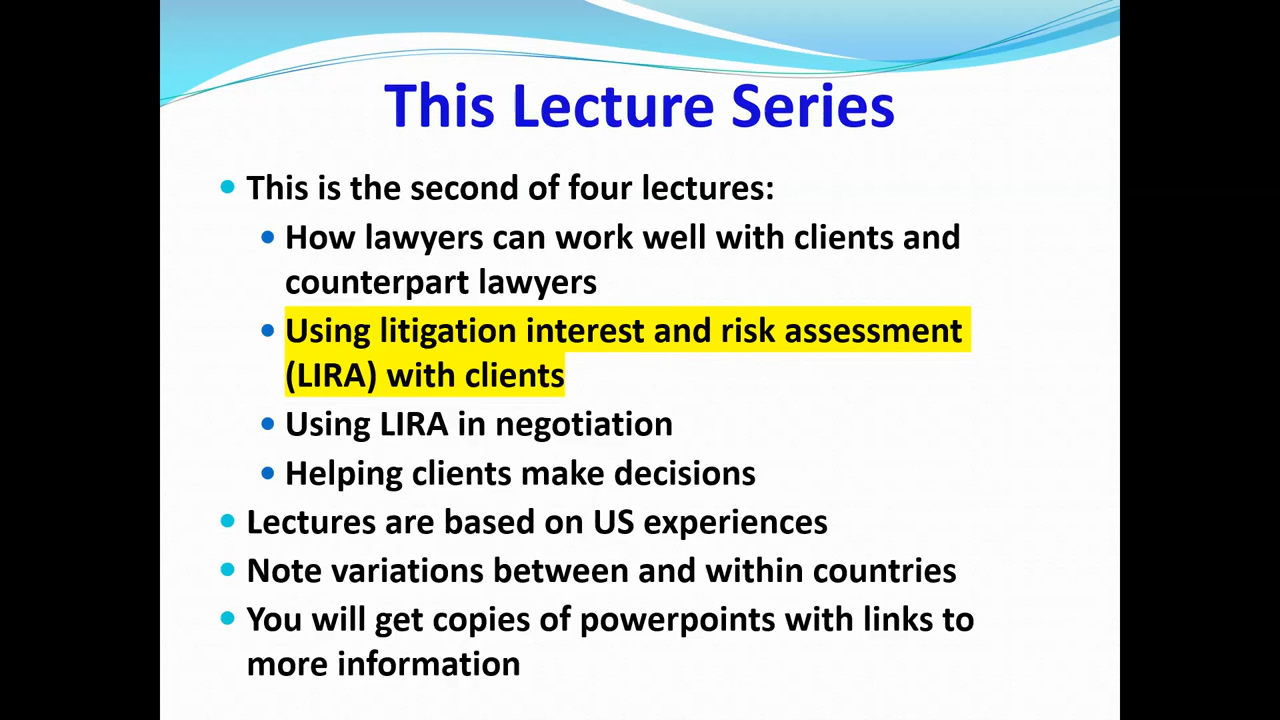 This Lecture Series
This is the second of four lectures:
How lawyers can work well with clients and
counterpart lawyers
Using litigation interest and risk assessment
(LIRA) with clients
Using LIRA in negotiation
Helping clients make decisions
Lectures are based on US experiences
Note variations between and within countries
You will get copies of powerpoints with links to
more information